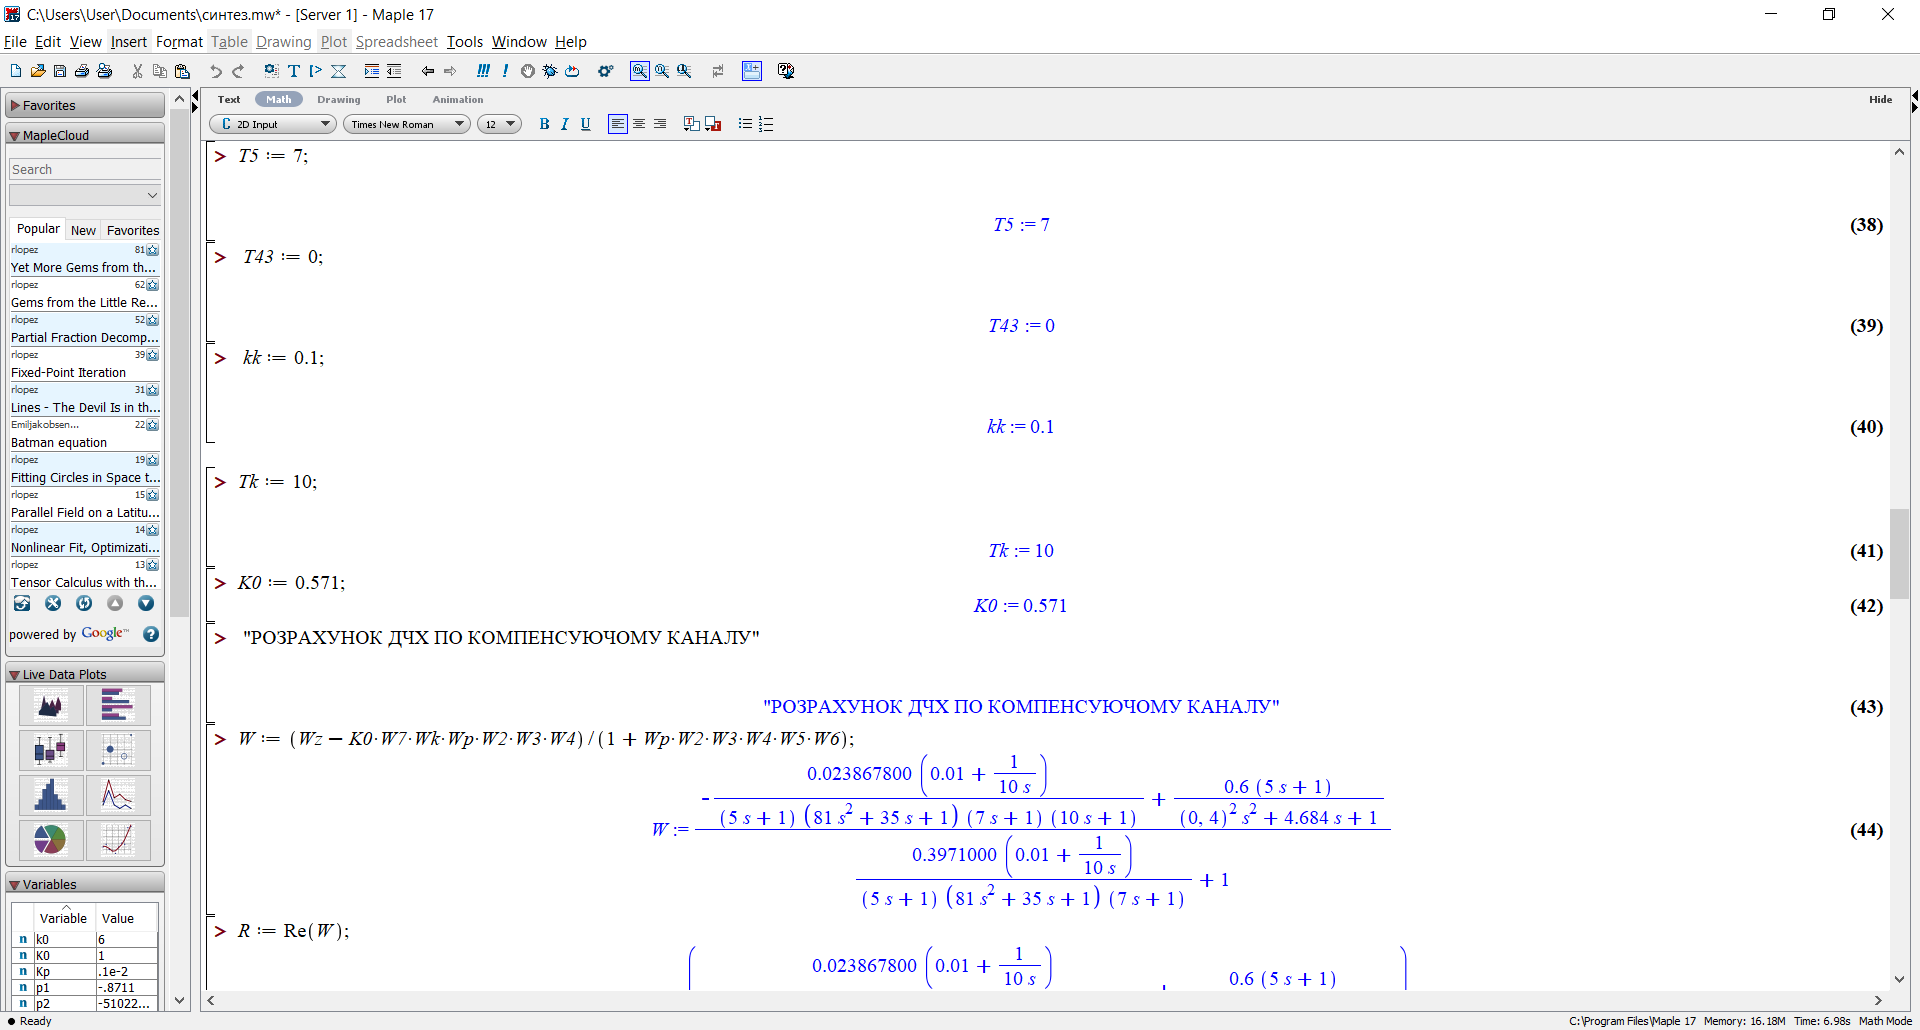 C:\Users\User\Documents\синтез.mw* - [Server 1] - Maple 17
File Edit View Insert Format Table Drawing Plot Spreadsheet Tools Window Help
Favorites
MapleCloud
Search
Popular New Favorites
rlopez 81
Yet More Gems from th...
rlopez 62
Gems from the Little Re...
rlopez 52
Partial Fraction Decomp...
rlopez 39
Fixed-Point Iteration
rlopez 31
Lines - The Devil Is in th...
Emiljakobsen... 22
Batman equation
rlopez 19
Fitting Circles in Space t...
rlopez 15
Parallel Field on a Latitu...
rlopez 14
Nonlinear Fit, Optimizati...
rlopez 13
Tensor Calculus with th...
powered by Google™
Live Data Plots
Variables
Variable Value
k0 6
K0 1
Kp .1e-2
p1 -.8711
p2 -51022...
Text Math Drawing Plot Animation Hide
C 2D Input Times New Roman 12 B I U
> T5 := 7;
T5 := 7 (38)
> T43 := 0;
T43 := 0 (39)
> kk := 0.1;
kk := 0.1 (40)
> Tk := 10;
Tk := 10 (41)
> K0 := 0.571;
K0 := 0.571 (42)
> "РОЗРАХУНОК ДЧХ ПО КОМПЕНСУЮЧОМУ КАНАЛУ"
"РОЗРАХУНОК ДЧХ ПО КОМПЕНСУЮЧОМУ КАНАЛУ" (43)
> W := (Wz − K0·W7·Wk·Wp·W2·W3·W4)/(1 + Wp·W2·W3·W4·W5·W6);
W := (-(0.023867800 (0.01 + 1/(10 s)))/((5 s + 1) (81 s² + 35 s + 1) (7 s + 1) (10 s + 1)) + (0.6 (5 s + 1))/((0, 4)² s² + 4.684 s + 1))/((0.3971000 (0.01 + 1/(10 s)))/((5 s + 1) (81 s² + 35 s + 1) (7 s + 1)) + 1) (44)
> R := Re(W);
0.023867800 (0.01 + 1/(10 s)) + 0.6 (5 s + 1)
Ready C:\Program Files\Maple 17 Memory: 16.18M Time: 6.98s Math Mode